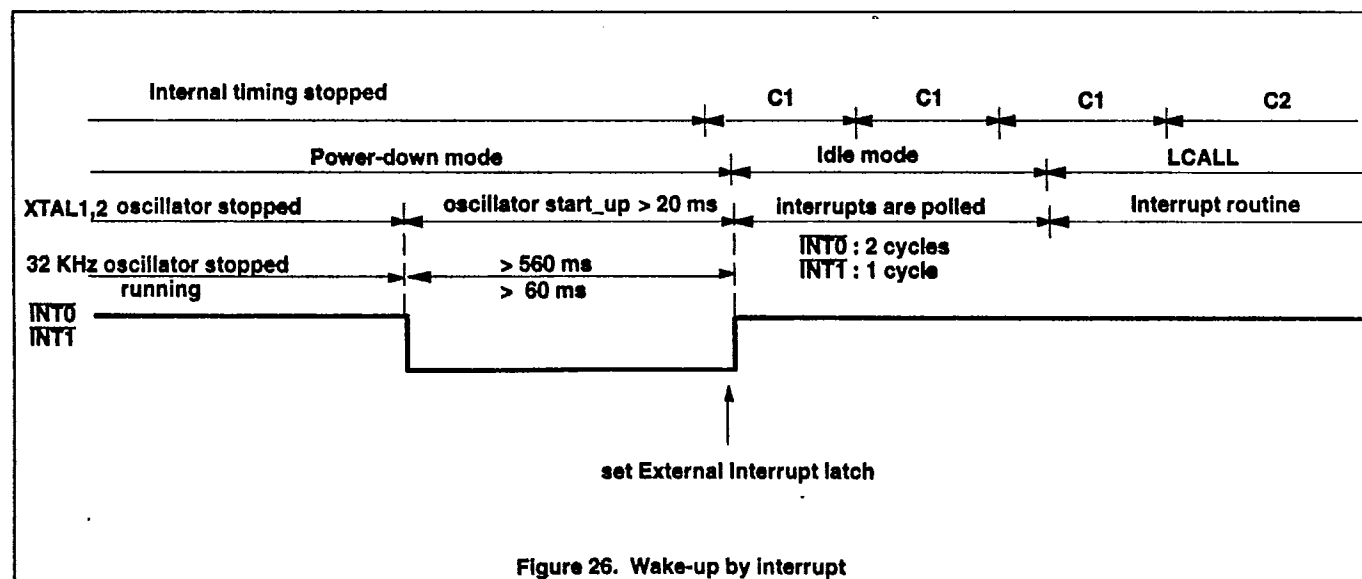 Internal timing stopped C1 C1 C1 C2
Power-down mode Idle mode LCALL
XTAL1,2 oscillator stopped oscillator start_up > 20 ms interrupts are polled Interrupt routine
INT0 : 2 cycles
32 KHz oscillator stopped > 560 ms INT1 : 1 cycle
running > 60 ms
INT0
INT1
set External Interrupt latch
Figure 26. Wake-up by interrupt